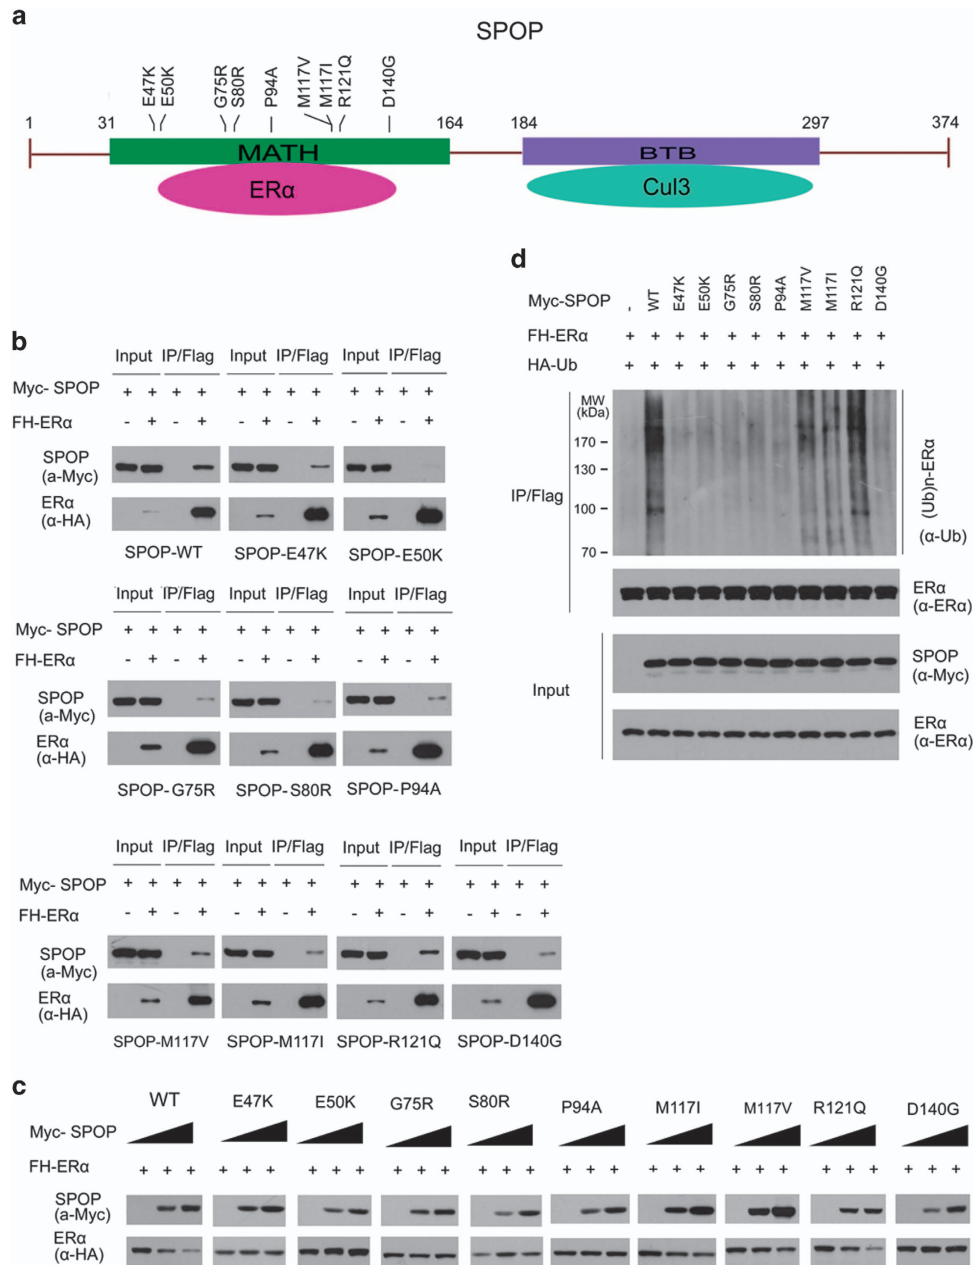 a
SPOP
E47K E50K G75R S80R P94A M117V M117I R121Q D140G
1 31 164 184 297 374
MATH BTB
ERα Cul3
b
Input IP/Flag Input IP/Flag Input IP/Flag
Myc- SPOP + + + + + + + + + + + +
FH-ERα - + - + - + - + - + - +
SPOP
(a-Myc)
ERα
(α-HA)
SPOP-WT SPOP-E47K SPOP-E50K
Input IP/Flag Input IP/Flag Input IP/Flag
Myc- SPOP + + + + + + + + + + + +
FH-ERα - + - + - + - + - + - +
SPOP
(a-Myc)
ERα
(α-HA)
SPOP-G75R SPOP-S80R SPOP-P94A
Input IP/Flag Input IP/Flag Input IP/Flag Input IP/Flag
Myc- SPOP + + + + + + + + + + + + + + + +
FH-ERα - + - + - + - + - + - + - + - +
SPOP
(a-Myc)
ERα
(α-HA)
SPOP-M117V SPOP-M117I SPOP-R121Q SPOP-D140G
d
Myc-SPOP - WT E47K E50K G75R S80R P94A M117V M117I R121Q D140G
FH-ERα + + + + + + + + + + +
HA-Ub + + + + + + + + + + +
MW
(kDa)
170
130
100
70
IP/Flag
(Ub)n-ERα
(α-Ub)
ERα
(α-ERα)
Input
SPOP
(α-Myc)
ERα
(α-ERα)
c
WT E47K E50K G75R S80R P94A M117I M117V R121Q D140G
Myc- SPOP
FH-ERα + + + + + + + + + + + + + + + + + + + + + + + + + + + + + +
SPOP
(a-Myc)
ERα
(α-HA)